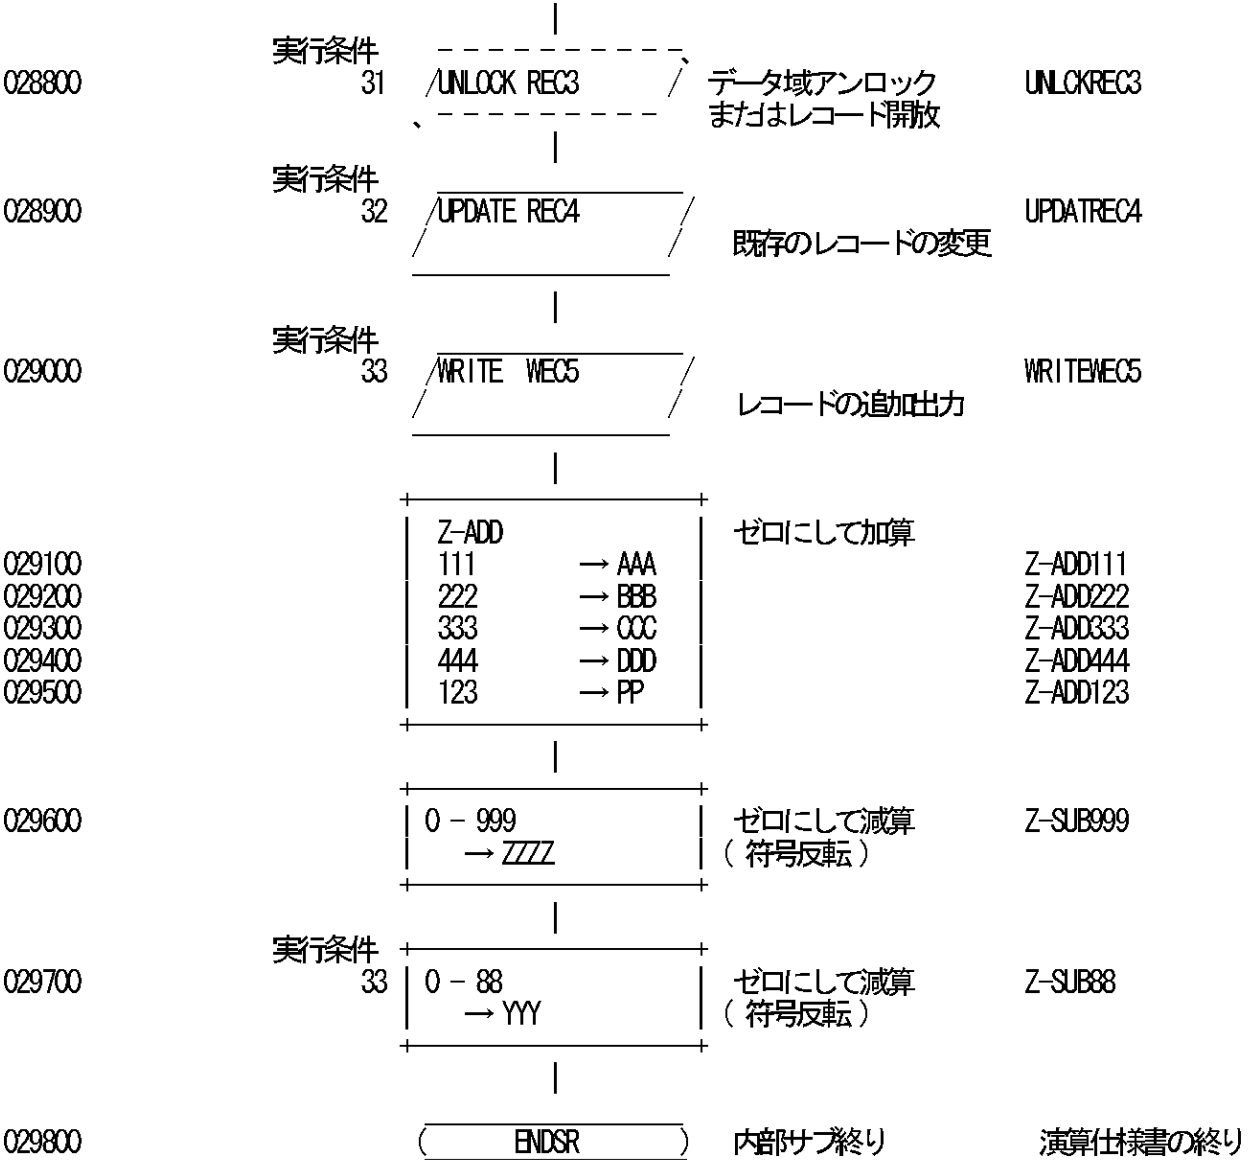 実行条件
028800 31 UNLOCK REC3 データ域アンロック UNLCKREC3
またはレコード開放
実行条件
028900 32 UPDATE REC4 UPDATREC4
既存のレコードの変更
実行条件
029000 33 WRITE WEC5 WRITEWEC5
レコードの追加出力
Z-ADD ゼロにして加算
029100 111 → AAA Z-ADD111
029200 222 → BBB Z-ADD222
029300 333 → CCC Z-ADD333
029400 444 → DDD Z-ADD444
029500 123 → PP Z-ADD123
029600 0 - 999 ゼロにして減算 Z-SUB999
→ ZZZZ (符号反転)
実行条件
029700 33 0 - 88 ゼロにして減算 Z-SUB88
→ YYY (符号反転)
029800 ENDSR 内部サブ終り 演算仕様書の終り